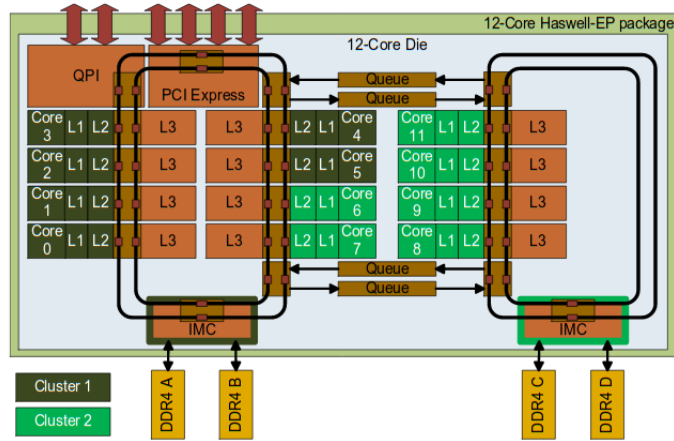 12-Core Haswell-EP package
12-Core Die
QPI
PCI Express
Queue
Queue
Core 3 L1 L2 L3 L3 L2 L1 Core 4 Core 11 L1 L2 L3
Core 2 L1 L2 L3 L3 L2 L1 Core 5 Core 10 L1 L2 L3
Core 1 L1 L2 L3 L3 L2 L1 Core 6 Core 9 L1 L2 L3
Core 0 L1 L2 L3 L3 L2 L1 Core 7 Core 8 L1 L2 L3
Queue
Queue
IMC IMC
DDR4 A DDR4 B DDR4 C DDR4 D
Cluster 1
Cluster 2